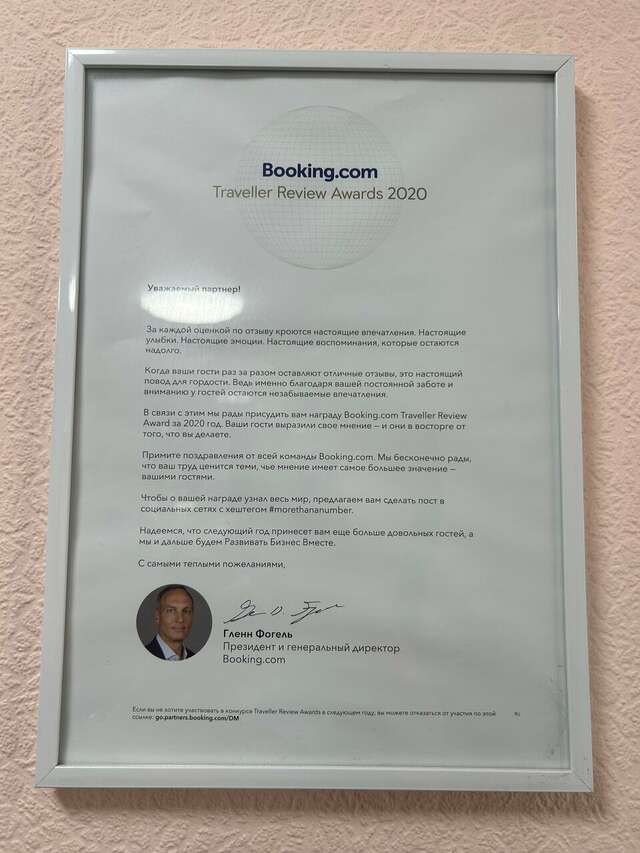 Booking.com
Traveller Review Awards 2020
Уважаемый партнер!
За каждой оценкой по отзыву кроются настоящие впечатления. Настоящие
улыбки. Настоящие эмоции. Настоящие воспоминания, которые остаются
надолго.
Когда ваши гости раз за разом оставляют отличные отзывы, это настоящий
повод для гордости. Ведь именно благодаря вашей постоянной заботе и
вниманию у гостей остаются незабываемые впечатления.
В связи с этим мы рады присудить вам награду Booking.com Traveller Review
Award за 2020 год. Ваши гости выразили свое мнение – и они в восторге от
того, что вы делаете.
Примите поздравления от всей команды Booking.com. Мы бесконечно рады,
что ваш труд ценится теми, чье мнение имеет самое большее значение –
вашими гостями.
Чтобы о вашей награде узнал весь мир, предлагаем вам сделать пост в
социальных сетях с хештегом #morethananumber.
Надеемся, что следующий год принесет вам еще больше довольных гостей, а
мы и дальше будем Развивать Бизнес Вместе.
С самыми теплыми пожеланиями,
Гленн Фогель
Президент и генеральный директор
Booking.com
Если вы не хотите участвовать в конкурсе Traveller Review Awards в следующем году, вы можете отказаться от участия по этой
ссылке: go.partners.booking.com/DM